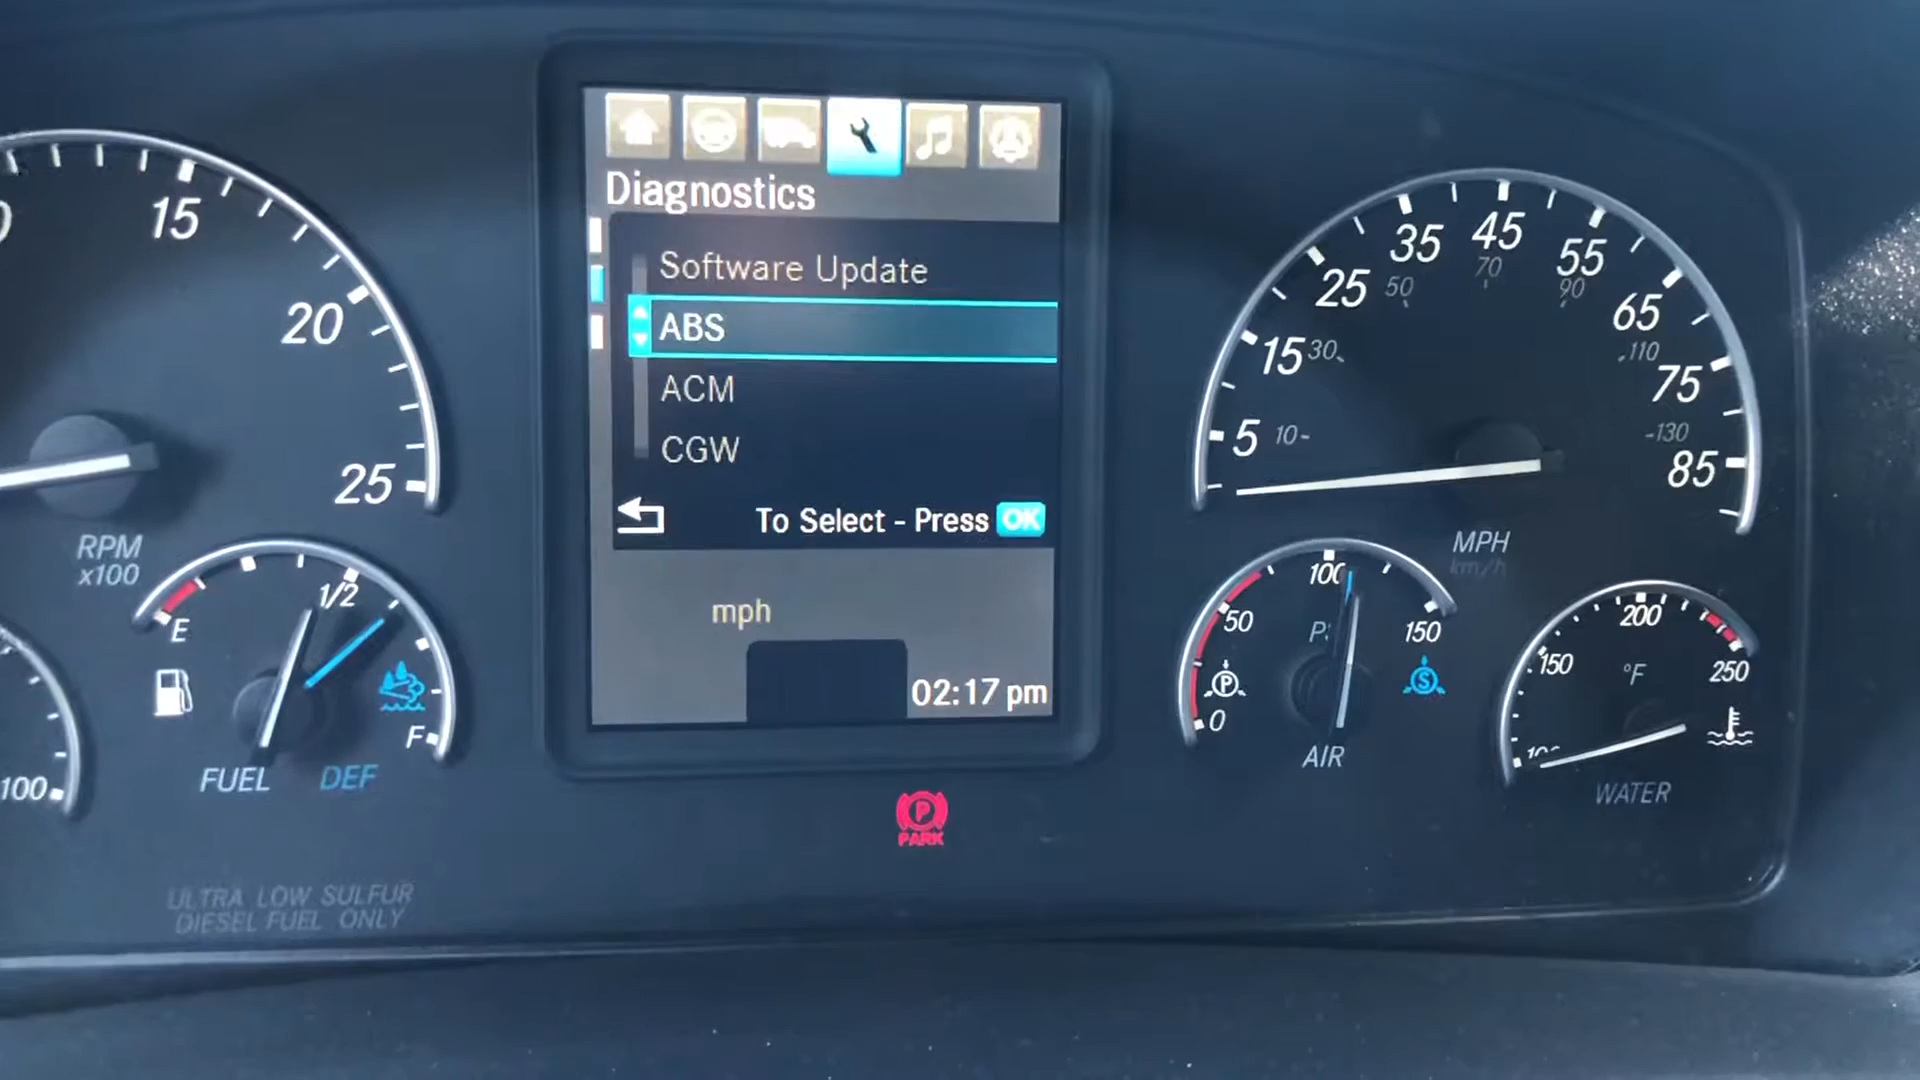 Diagnostics
Software Update
ABS
ACM
CGW
To Select - Press OK
mph
02:17 pm
15
20
25
RPM
x100
E
1/2
F
FUEL DEF
100
ULTRA LOW SULFUR
DIESEL FUEL ONLY
P
PARK
5
15
25
35
45
55
65
75
85
10
30
50
70
90
110
130
MPH
km/h
0
50
100
150
P
S
AIR
150
200
250
°F
WATER